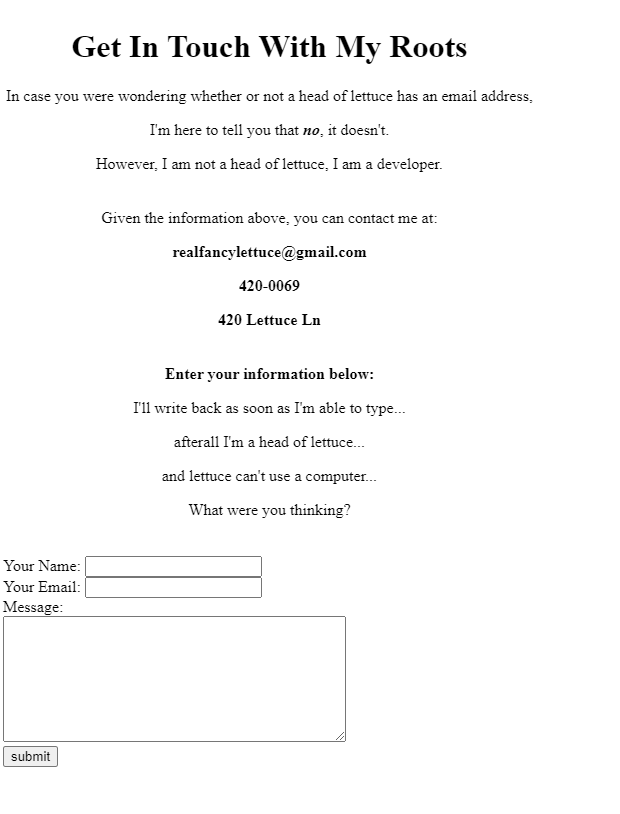 Get In Touch With My Roots
In case you were wondering whether or not a head of lettuce has an email address,
I'm here to tell you that no, it doesn't.
However, I am not a head of lettuce, I am a developer.
Given the information above, you can contact me at:
realfancylettuce@gmail.com
420-0069
420 Lettuce Ln
Enter your information below:
I'll write back as soon as I'm able to type...
afterall I'm a head of lettuce...
and lettuce can't use a computer...
What were you thinking?
Your Name:
Your Email:
Message:
submit